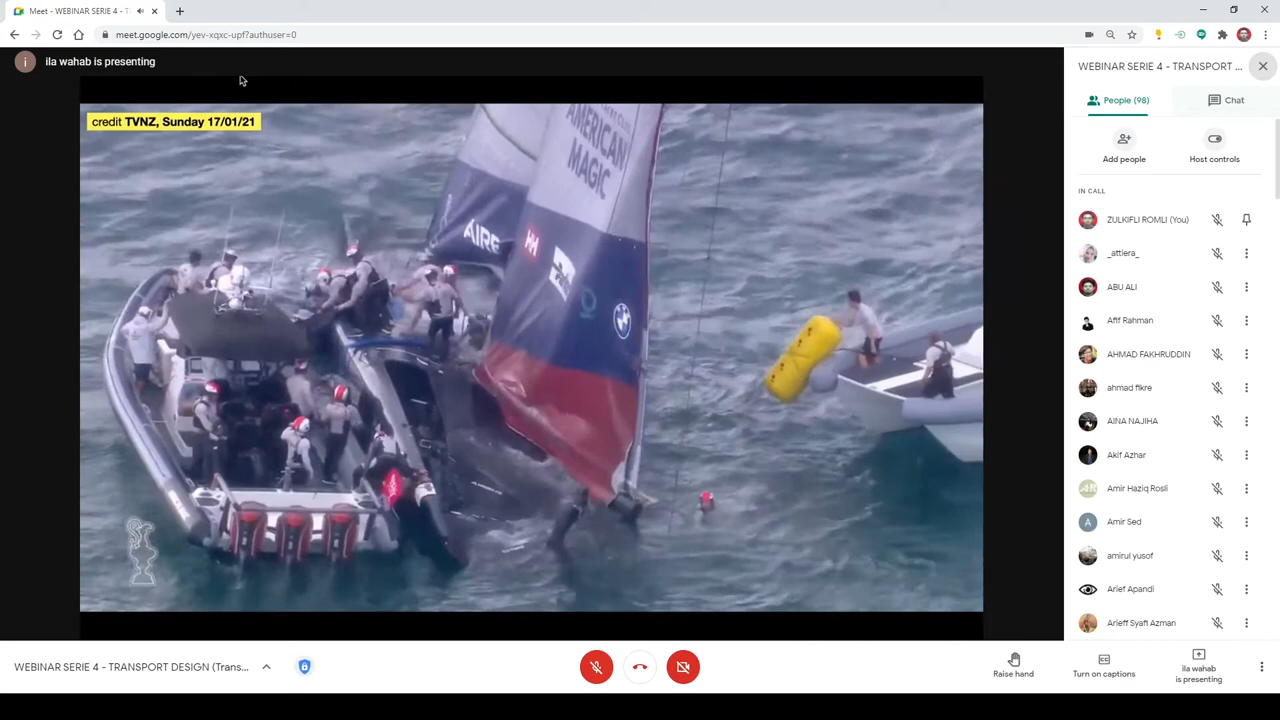 Meet - WEBINAR SERIE 4 - T
meet.google.com/yev-xqxc-upf?authuser=0
i
ila wahab is presenting
WEBINAR SERIE 4 - TRANSPORT ...
People (98)
Chat
Add people
Host controls
IN CALL
ZULKIFLI ROMLI (You)
_attiera_
ABU ALI
Afif Rahman
AHMAD FAKHRUDDIN
ahmad fikre
AINA NAJIHA
Akif Azhar
Amir Haziq Rosli
A
Amir Sed
amirul yusof
Arief Apandi
Arieff Syafi Azman
credit TVNZ, Sunday 17/01/21
AMERICAN
MAGIC
AIRB
HH
WEBINAR SERIE 4 - TRANSPORT DESIGN (Trans...
Raise hand
CC
Turn on captions
ila wahab
is presenting